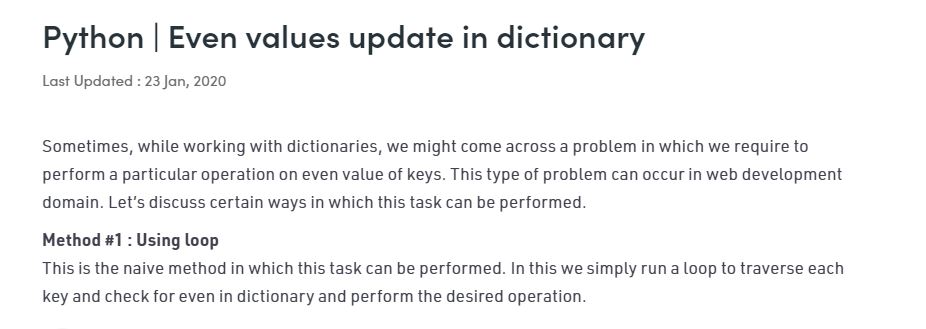 Python | Even values update in dictionary
Last Updated : 23 Jan, 2020
Sometimes, while working with dictionaries, we might come across a problem in which we require to
perform a particular operation on even value of keys. This type of problem can occur in web development
domain. Let’s discuss certain ways in which this task can be performed.
Method #1 : Using loop
This is the naive method in which this task can be performed. In this we simply run a loop to traverse each
key and check for even in dictionary and perform the desired operation.